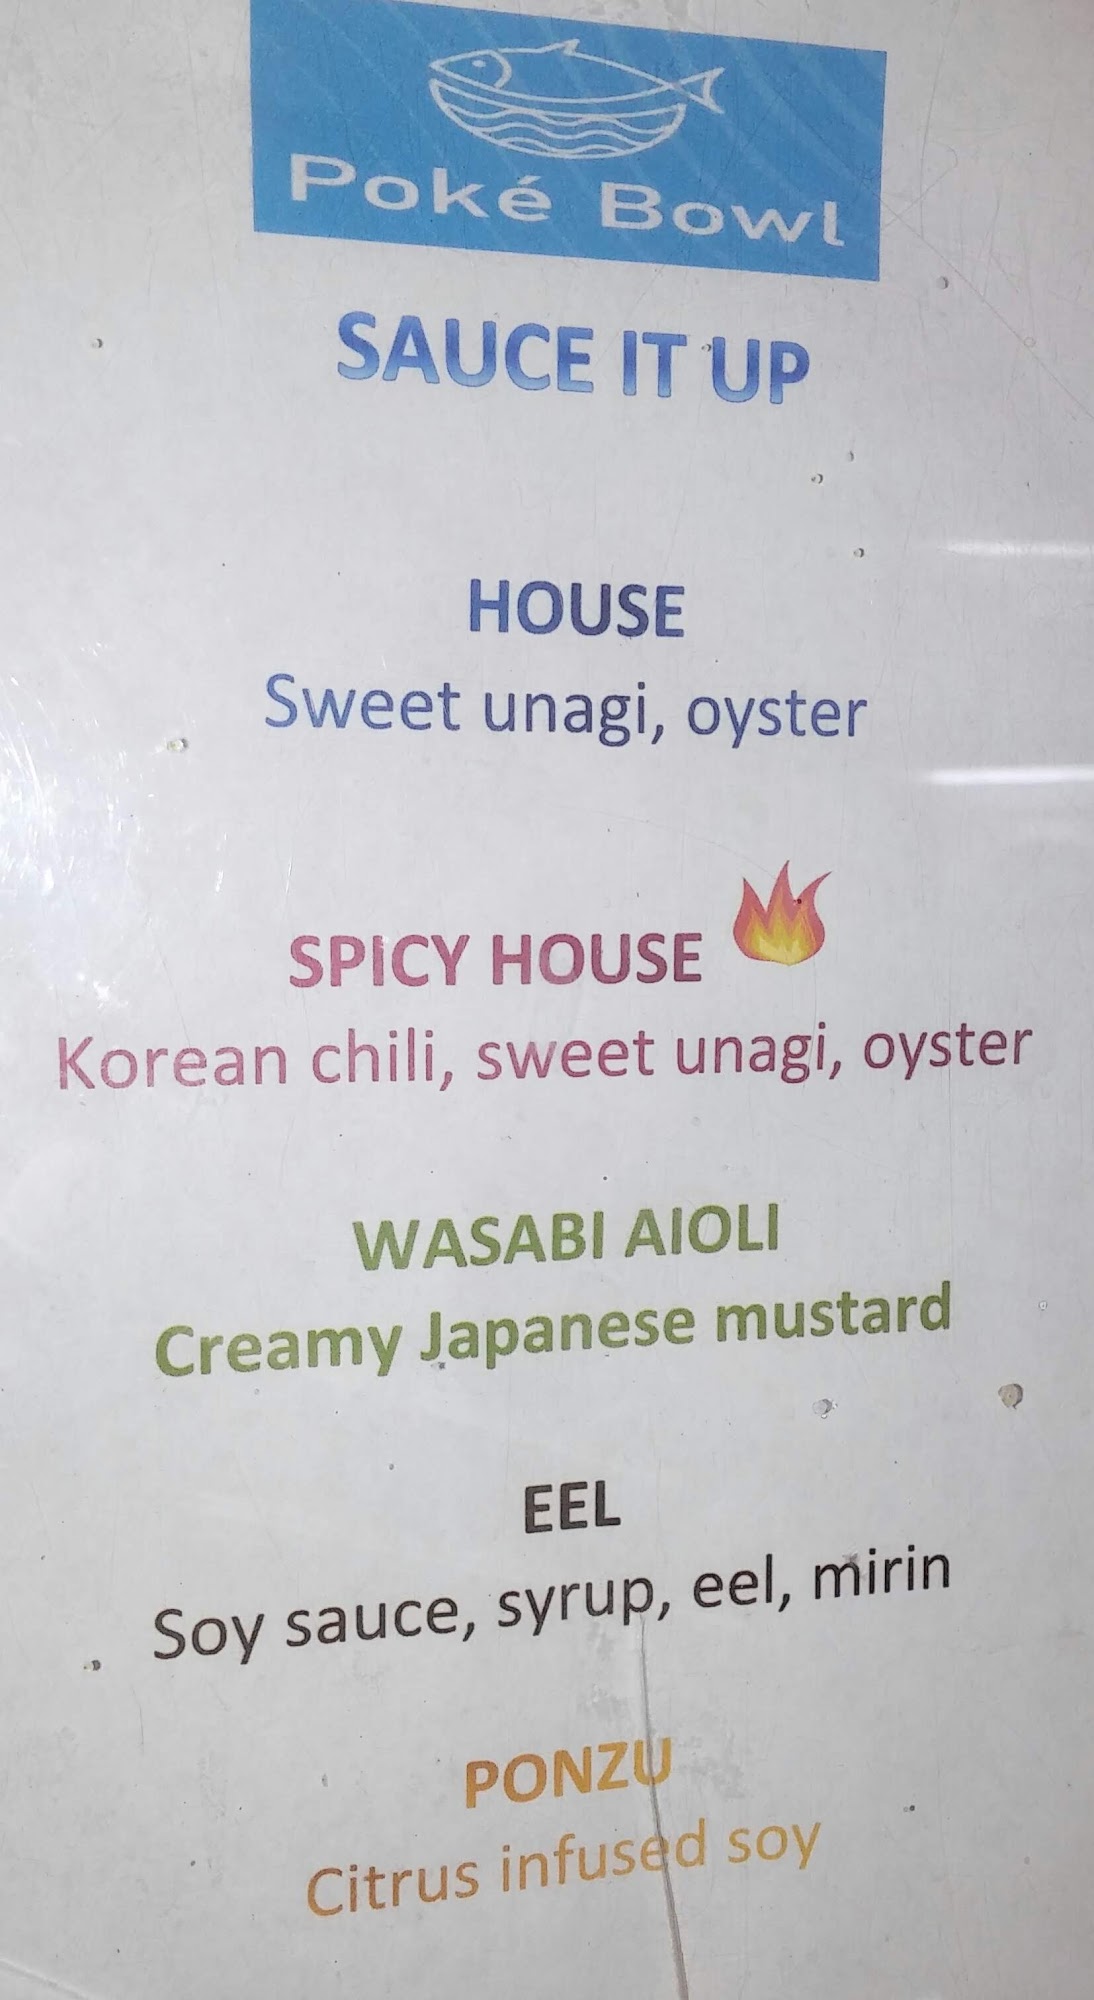 Poké Bowl
SAUCE IT UP
HOUSE
Sweet unagi, oyster
SPICY HOUSE
Korean chili, sweet unagi, oyster
WASABI AIOLI
Creamy Japanese mustard
EEL
Soy sauce, syrup, eel, mirin
PONZU
Citrus infused soy